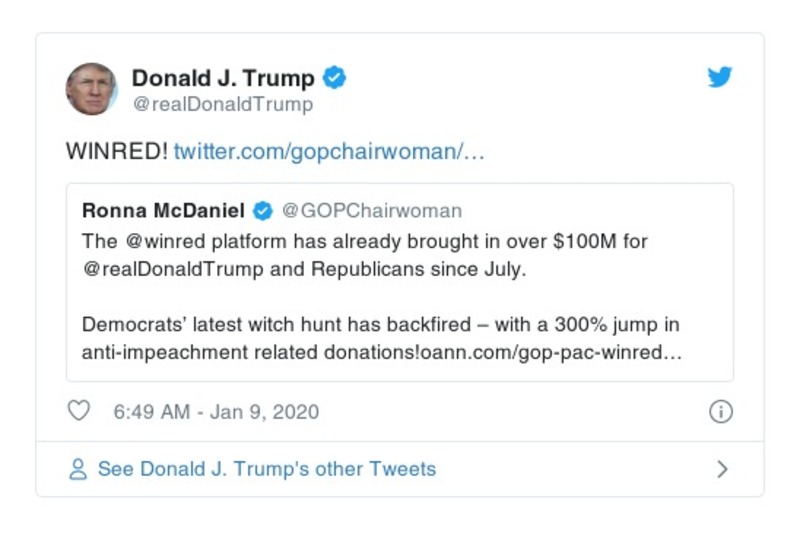 Donald J. Trump
@realDonaldTrump
WINRED! twitter.com/gopchairwoman/…
Ronna McDaniel @GOPChairwoman
The @winred platform has already brought in over $100M for
@realDonaldTrump and Republicans since July.
Democrats’ latest witch hunt has backfired – with a 300% jump in
anti-impeachment related donations!oann.com/gop-pac-winred…
6:49 AM - Jan 9, 2020
See Donald J. Trump's other Tweets